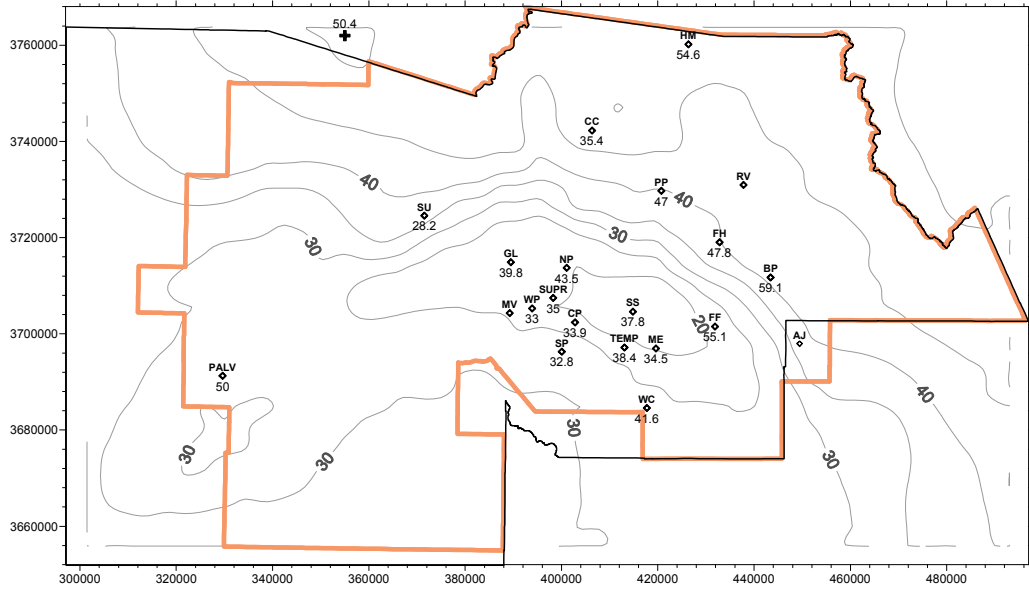 50.4
3760000
HM
54.6
3740000
CC
35.4
40
PP
47
40
RV
SU
28.2
3720000
30
30
FH
47.8
GL
39.8
NP
43.5
BP
59.1
SUPR
35
MV
WP
33
CP
33.9
SS
37.8
20
FF
55.1
3700000
SP
32.8
TEMP
38.4
ME
34.5
AJ
PALV
50
WC
41.6
40
3680000
30
30
30
30
3660000
300000 320000 340000 360000 380000 400000 420000 440000 460000 480000